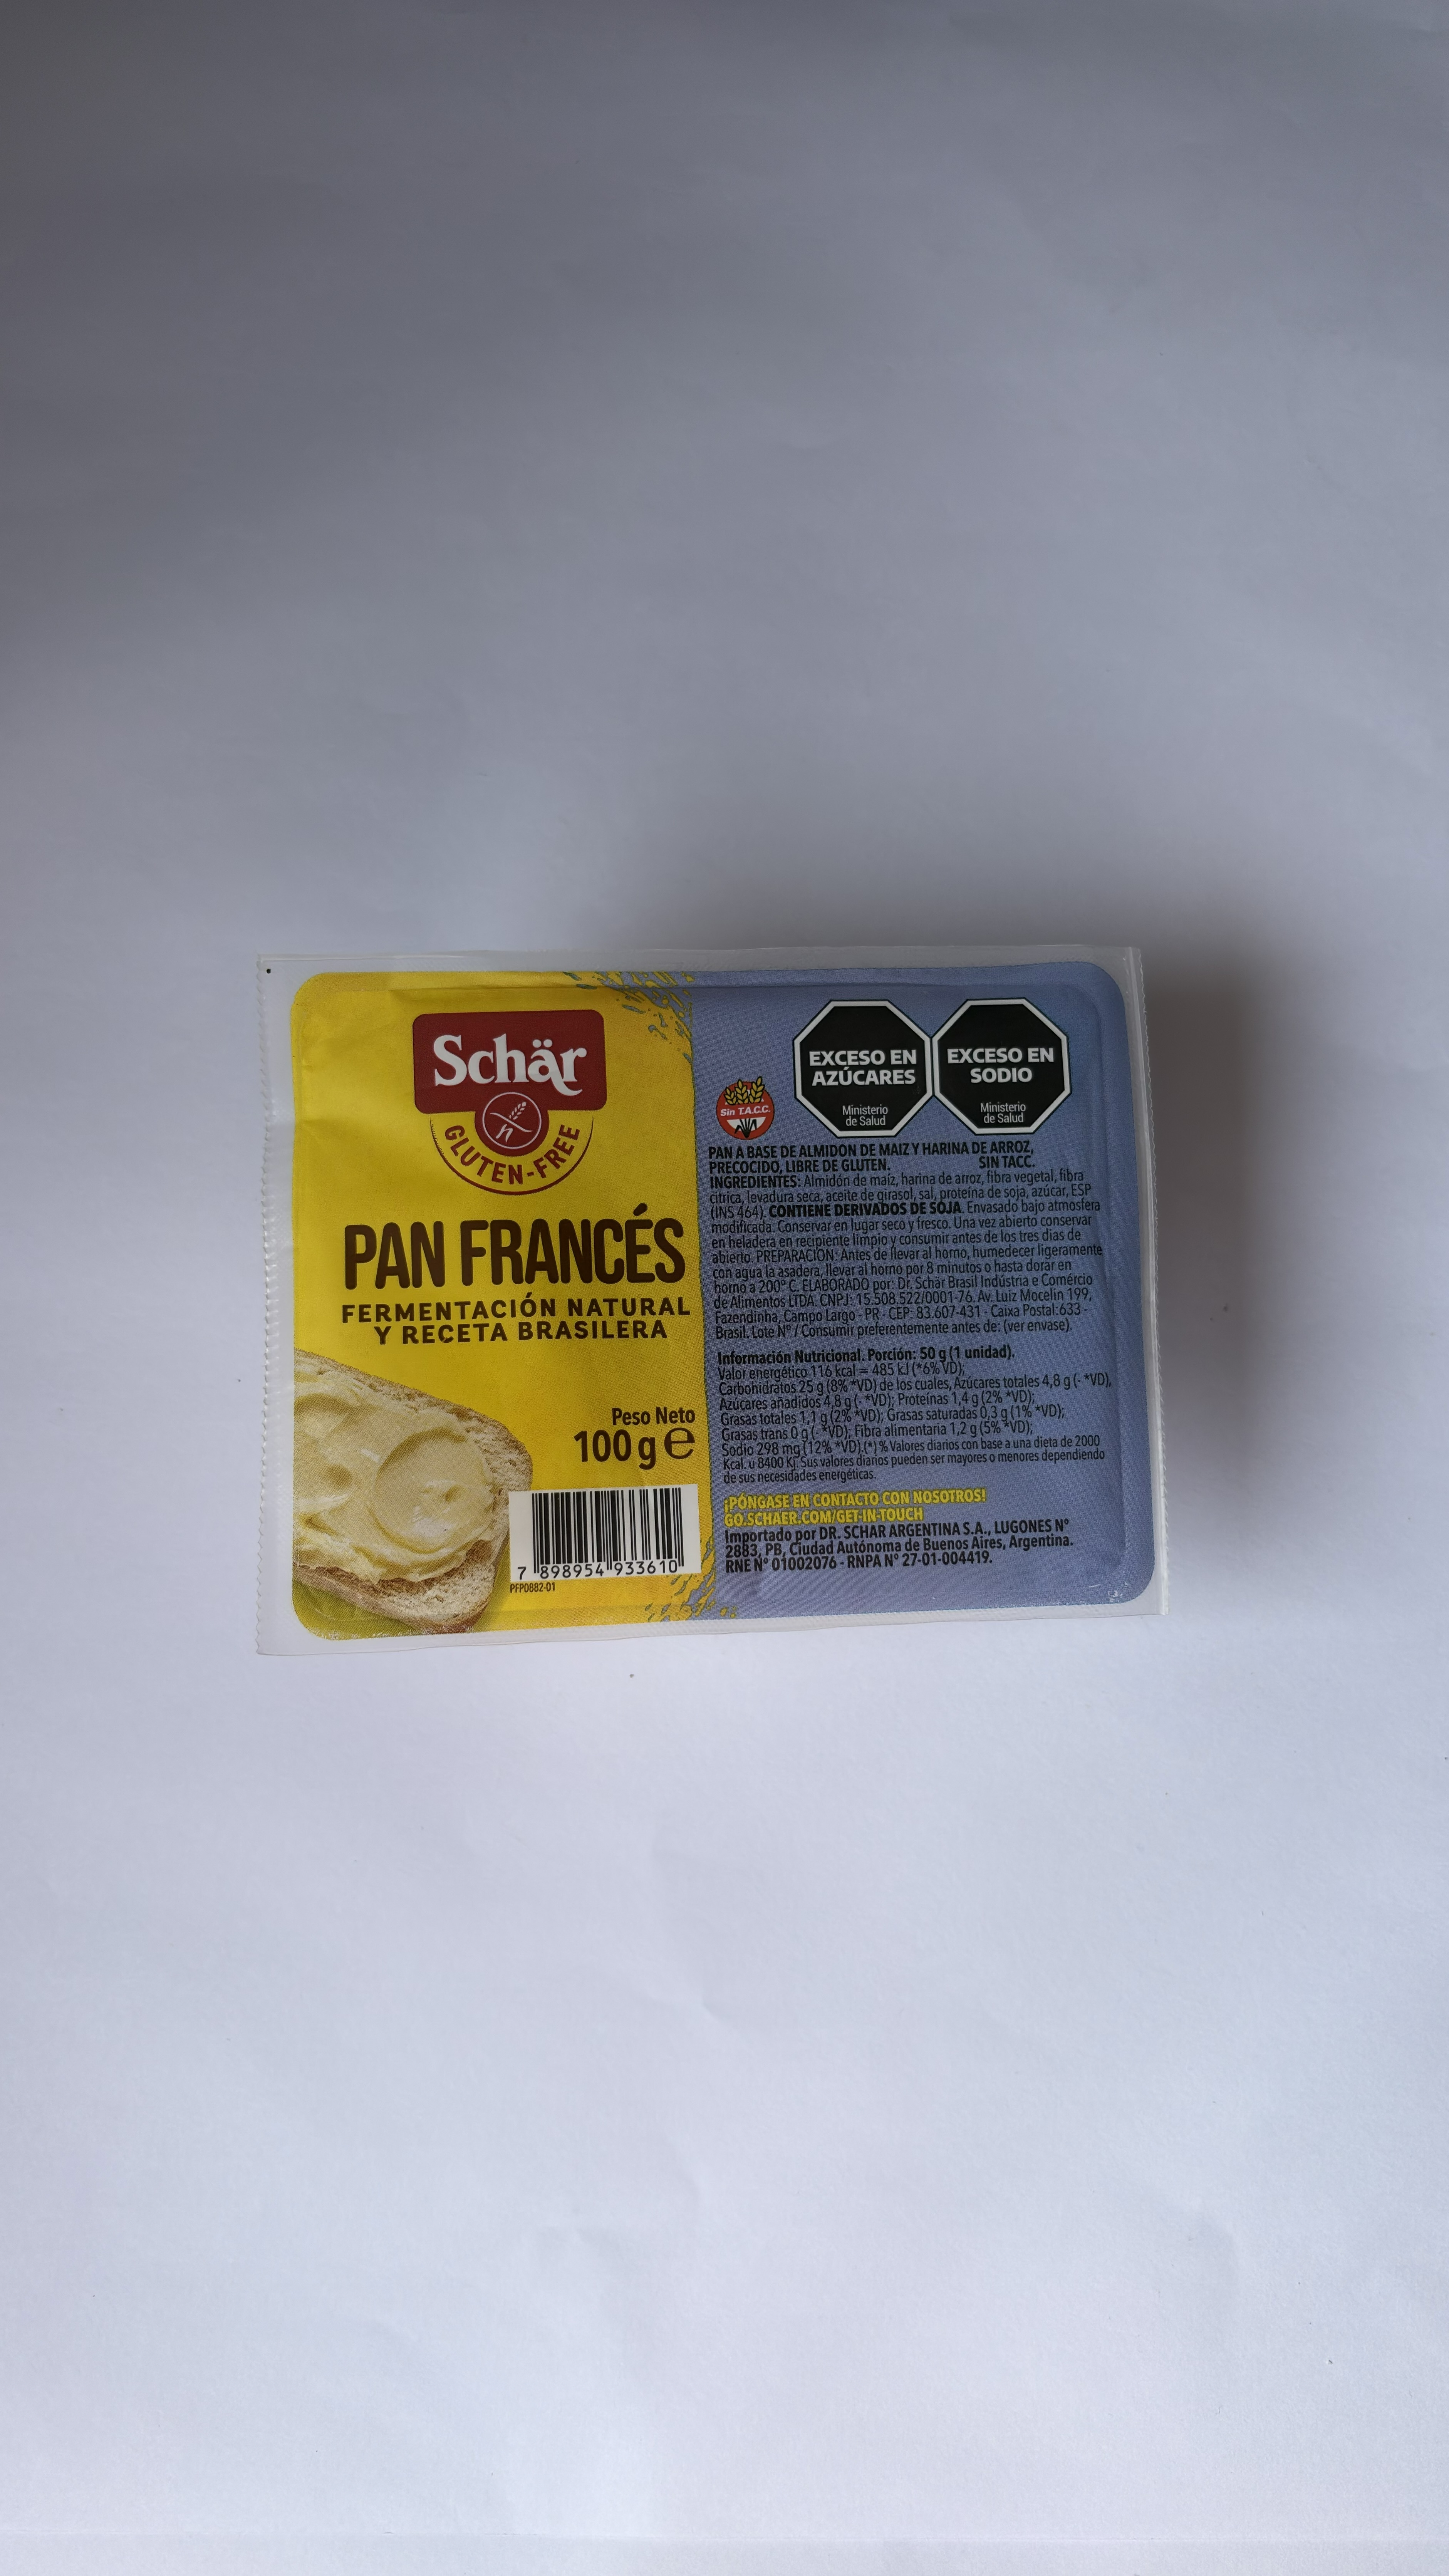 Schär
GLUTEN-FREE
PAN FRANCÉS
FERMENTACIÓN NATURAL
Y RECETA BRASILERA
Peso Neto
100 g e
7 898954 933610
PFP0882-01
EXCESO EN
AZÚCARES
Ministerio
de Salud
EXCESO EN
SODIO
Ministerio
de Salud
Sin T.A.C.C.
PAN A BASE DE ALMIDON DE MAIZ Y HARINA DE ARROZ,
PRECOCIDO, LIBRE DE GLUTEN. SIN TACC.
INGREDIENTES: Almidón de maíz, harina de arroz, fibra vegetal, fibra
citrica, levadura seca, aceite de girasol, sal, proteína de soja, azúcar, ESP
(INS 464). CONTIENE DERIVADOS DE SOJA. Envasado bajo atmosfera
modificada. Conservar en lugar seco y fresco. Una vez abierto conservar
en heladera en recipiente limpio y consumir antes de los tres dias de
abierto. PREPARACIÓN: Antes de llevar al horno, humedecer ligeramente
con agua la asadera, llevar al horno por 8 minutos o hasta dorar en
horno a 200° C. ELABORADO por: Dr. Schär Brasil Indústria e Comércio
de Alimentos LTDA. CNPJ: 15.508.522/0001-76. Av. Luiz Mocelin 199,
Fazendinha, Campo Largo - PR - CEP: 83.607-431 - Caixa Postal:633 -
Brasil. Lote N° / Consumir preferentemente antes de: (ver envase).
Información Nutricional. Porción: 50 g (1 unidad).
Valor energético 116 kcal = 485 kJ (*6% VD);
Carbohidratos 25 g (8% *VD) de los cuales, Azúcares totales 4,8 g (- *VD),
Azúcares añadidos 4,8 g (- *VD); Proteínas 1,4 g (2% *VD);
Grasas totales 1,1 g (2% *VD); Grasas saturadas 0,3 g (1% *VD);
Grasas trans 0 g (- *VD); Fibra alimentaria 1,2 g (5% *VD);
Sodio 298 mg (12% *VD).(*) % Valores diarios con base a una dieta de 2000
Kcal. u 8400 Kj. Sus valores diarios pueden ser mayores o menores dependiendo
de sus necesidades energéticas.
¡PÓNGASE EN CONTACTO CON NOSOTROS!
GO.SCHAER.COM/GET-IN-TOUCH
Importado por DR. SCHAR ARGENTINA S.A., LUGONES N°
2883, PB, Ciudad Autónoma de Buenos Aires, Argentina.
RNE N° 01002076 - RNPA N° 27-01-004419.